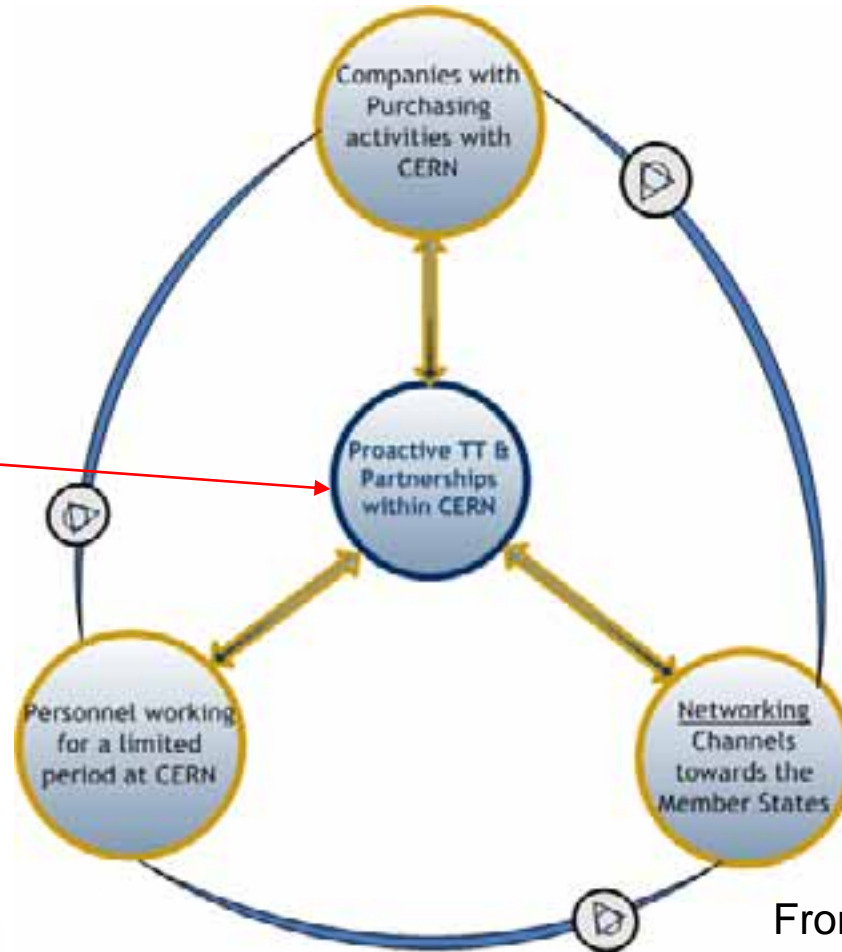 Companies with
Purchasing
activities with
CERN
Proactive TT &
Partnerships
within CERN
Personnel working
for a limited
period at CERN
Networking
Channels
towards the
Member States